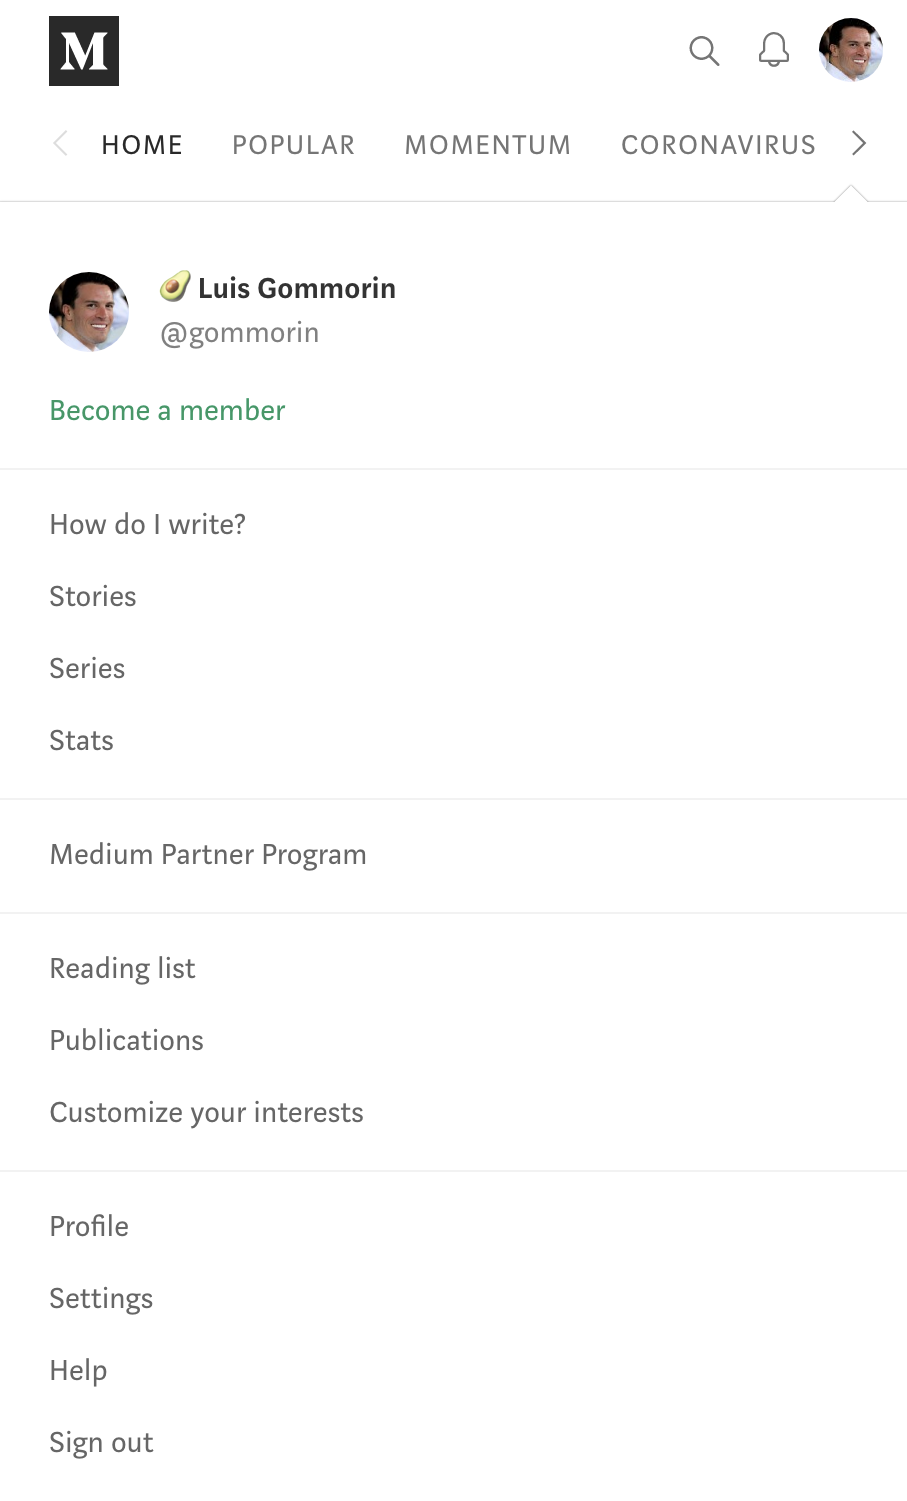 M
HOME POPULAR MOMENTUM CORONAVIRUS
🥑 Luis Gommorin
@gommorin
Become a member
How do I write?
Stories
Series
Stats
Medium Partner Program
Reading list
Publications
Customize your interests
Profile
Settings
Help
Sign out